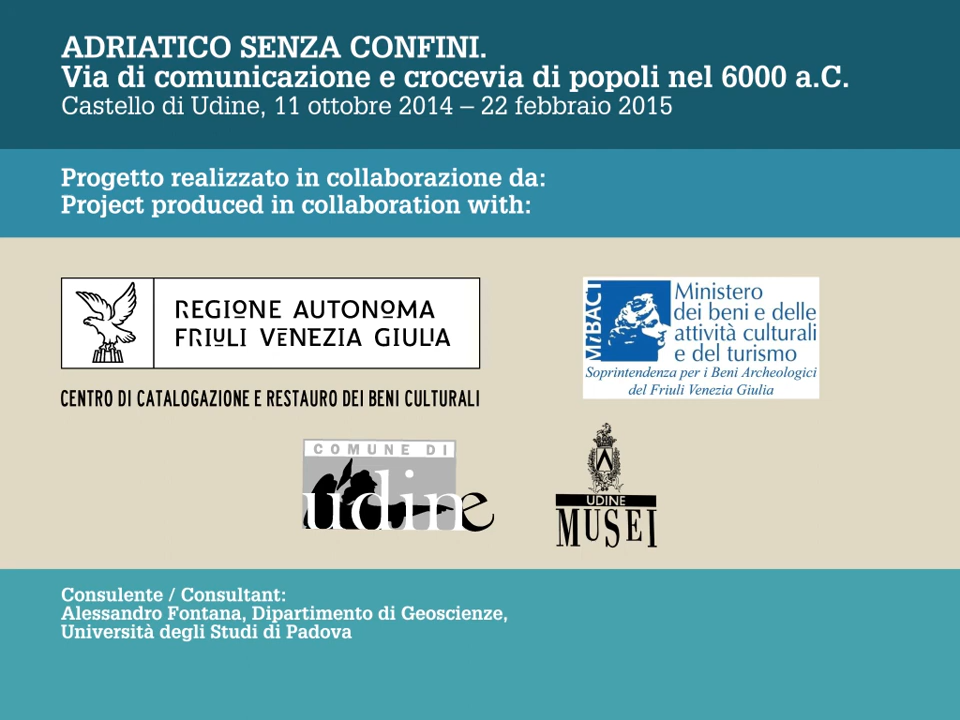 ADRIATICO SENZA CONFINI.
Via di comunicazione e crocevia di popoli nel 6000 a.C.
Castello di Udine, 11 ottobre 2014 – 22 febbraio 2015
Progetto realizzato in collaborazione da:
Project produced in collaboration with:
REGIONE AUTONOMA
FRIULI VENEZIA GIULIA
CENTRO DI CATALOGAZIONE E RESTAURO DEI BENI CULTURALI
MiBACT
Ministero
dei beni e delle
attività culturali
e del turismo
Soprintendenza per i Beni Archeologici
del Friuli Venezia Giulia
COMUNE DI
udine
UDINE
MUSEI
Consulente / Consultant:
Alessandro Fontana, Dipartimento di Geoscienze,
Università degli Studi di Padova